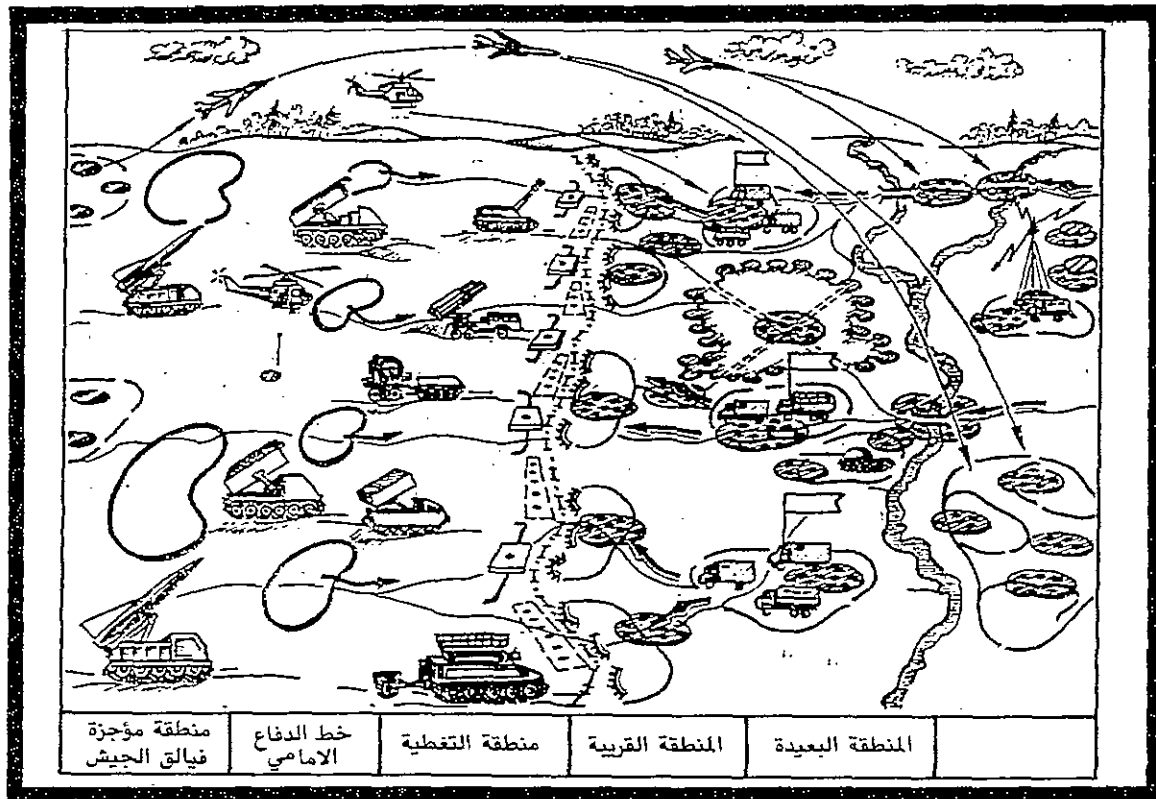 منطقة مؤجزة
فيالق الجيش
خط الدفاع
الامامي
منطقة التغطية
المنطقة القريبة
المنطقة البعيدة